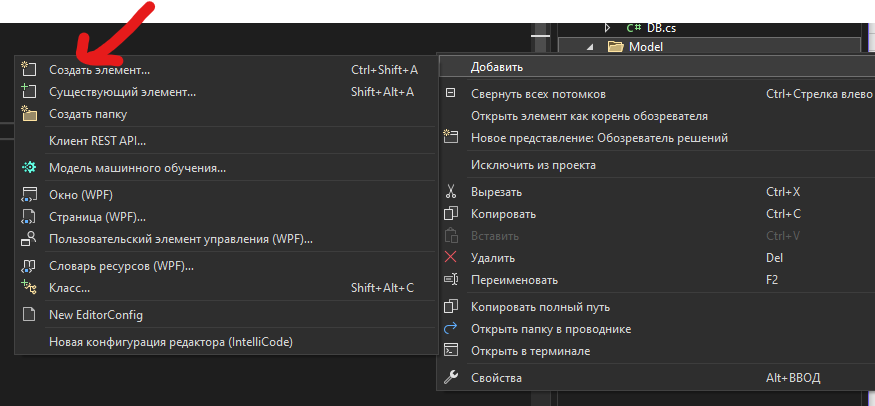 C# DB.cs
Model
Создать элемент... Ctrl+Shift+A
Существующий элемент... Shift+Alt+A
Создать папку
Клиент REST API...
Модель машинного обучения...
Окно (WPF)
Страница (WPF)...
Пользовательский элемент управления (WPF)...
Словарь ресурсов (WPF)...
Класс... Shift+Alt+C
New EditorConfig
Новая конфигурация редактора (IntelliCode)
Добавить
Свернуть всех потомков Ctrl+Стрелка влево
Открыть элемент как корень обозревателя
Новое представление: Обозреватель решений
Исключить из проекта
Вырезать Ctrl+X
Копировать Ctrl+C
Вставить Ctrl+V
Удалить Del
Переименовать F2
Копировать полный путь
Открыть папку в проводнике
Открыть в терминале
Свойства Alt+ВВОД